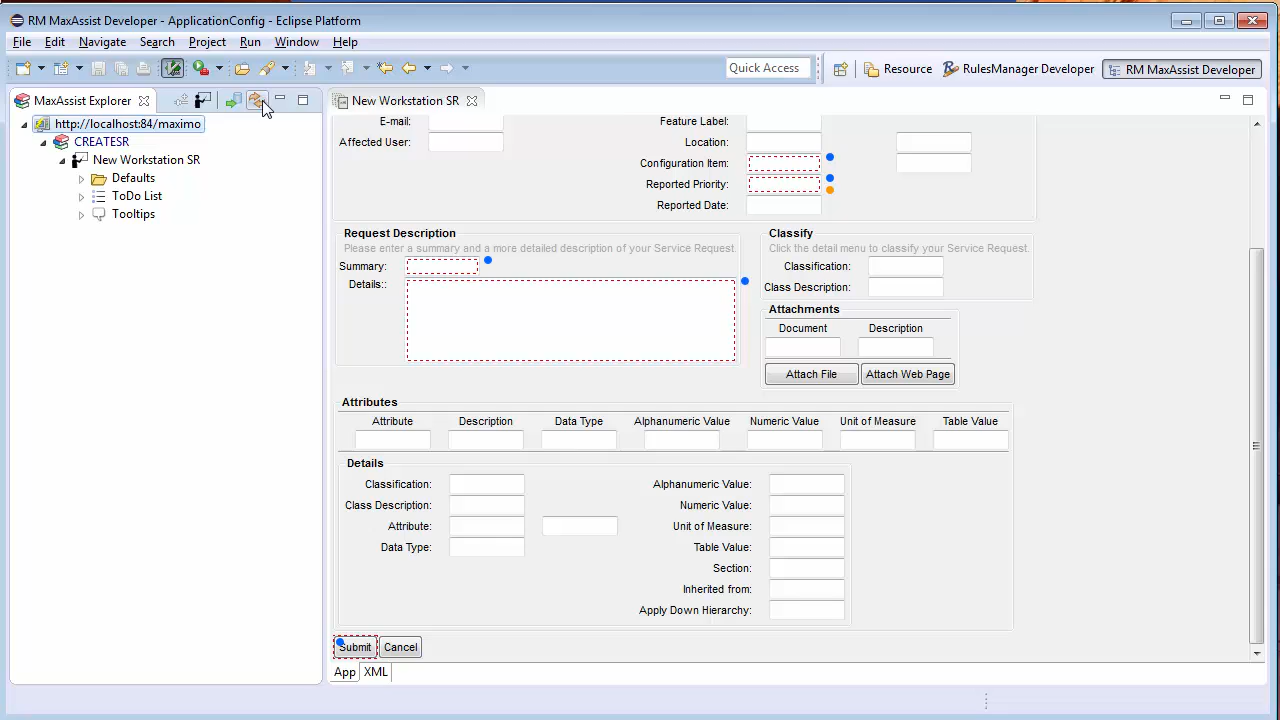 RM MaxAssist Developer - ApplicationConfig - Eclipse Platform
File Edit Navigate Search Project Run Window Help
Quick Access
Resource
RulesManager Developer
RM MaxAssist Developer
MaxAssist Explorer
http://localhost:84/maximo
CREATESR
New Workstation SR
Defaults
ToDo List
Tooltips
New Workstation SR
E-mail: Feature Label:
Affected User: Location:
Configuration Item:
Reported Priority:
Reported Date:
Request Description
Please enter a summary and a more detailed description of your Service Request.
Summary:
Details::
Classify
Click the detail menu to classify your Service Request.
Classification:
Class Description:
Attachments
Document Description
Attach File Attach Web Page
Attributes
Attribute Description Data Type Alphanumeric Value Numeric Value Unit of Measure Table Value
Details
Classification: Alphanumeric Value:
Class Description: Numeric Value:
Attribute: Unit of Measure:
Data Type: Table Value:
Section:
Inherited from:
Apply Down Hierarchy:
Submit Cancel
App XML